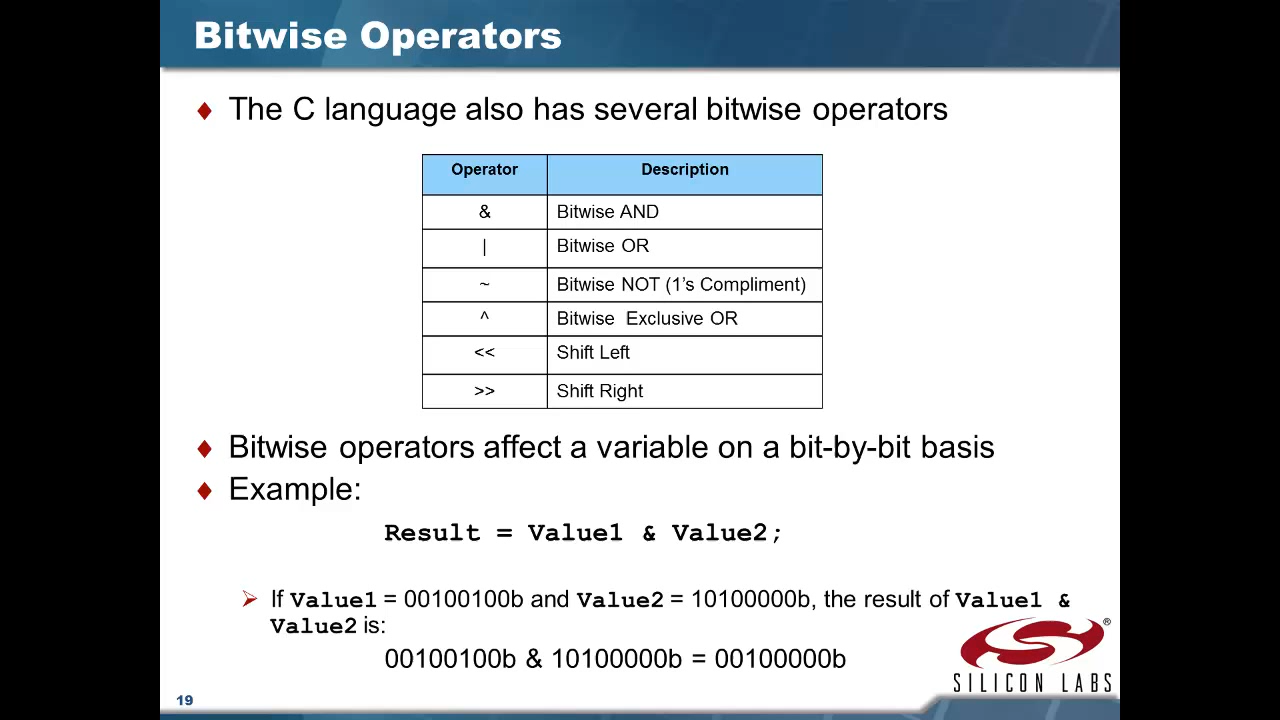 Bitwise Operators
♦ The C language also has several bitwise operators
Operator Description
& Bitwise AND
| Bitwise OR
~ Bitwise NOT (1's Compliment)
^ Bitwise Exclusive OR
<< Shift Left
>> Shift Right
♦ Bitwise operators affect a variable on a bit-by-bit basis
♦ Example:
Result = Value1 & Value2;
➢ If Value1 = 00100100b and Value2 = 10100000b, the result of Value1 &
Value2 is:
00100100b & 10100000b = 00100000b
®
SILICON LABS
19